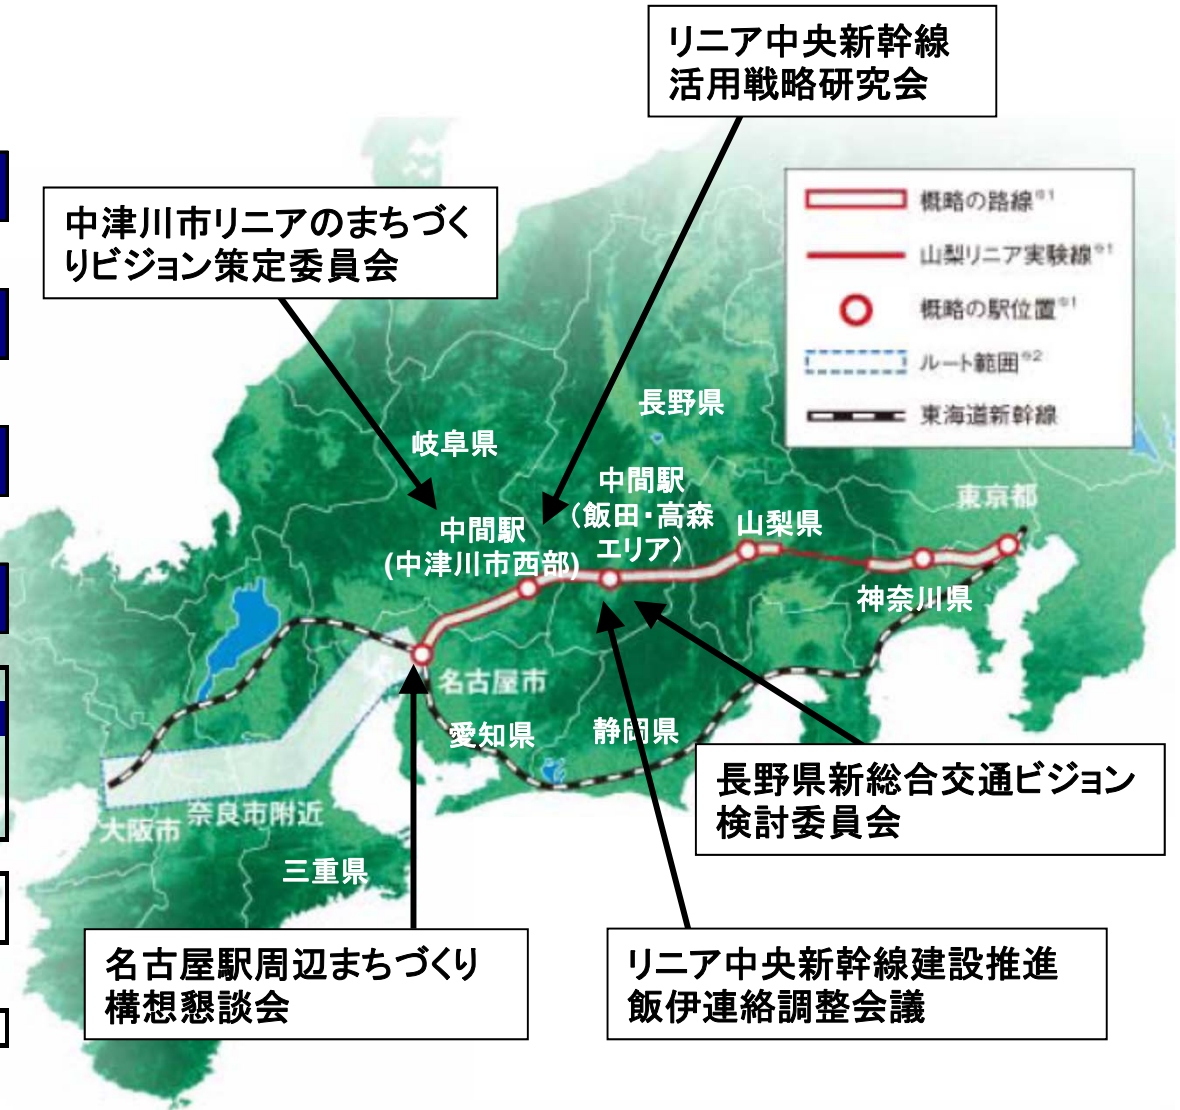 リニア中央新幹線
活用戦略研究会
中津川市リニアのまちづく
りビジョン策定委員会
概略の路線※1
山梨リニア実験線※1
概略の駅位置※1
ルート範囲※2
東海道新幹線
長野県
岐阜県
中間駅
（飯田・高森
エリア）
山梨県
東京都
中間駅
(中津川市西部)
神奈川県
名古屋市
愛知県
静岡県
長野県新総合交通ビジョン
検討委員会
奈良市附近
大阪市
三重県
名古屋駅周辺まちづくり
構想懇談会
リニア中央新幹線建設推進
飯伊連絡調整会議